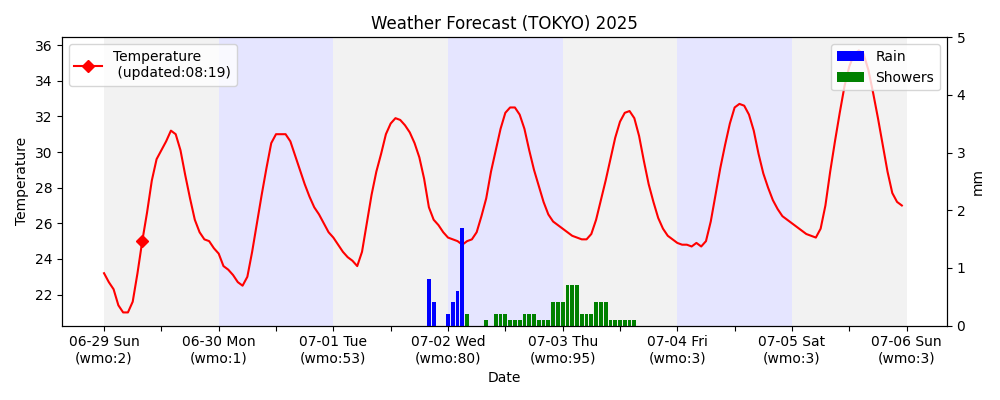 Weather Forecast (TOKYO) 2025
Temperature
(updated:08:19)
Rain
Showers
36
34
32
30
28
26
24
22
Temperature
5
4
3
2
1
0
mm
06-29 Sun
(wmo:2)
06-30 Mon
(wmo:1)
07-01 Tue
(wmo:53)
07-02 Wed
(wmo:80)
07-03 Thu
(wmo:95)
07-04 Fri
(wmo:3)
07-05 Sat
(wmo:3)
07-06 Sun
(wmo:3)
Date